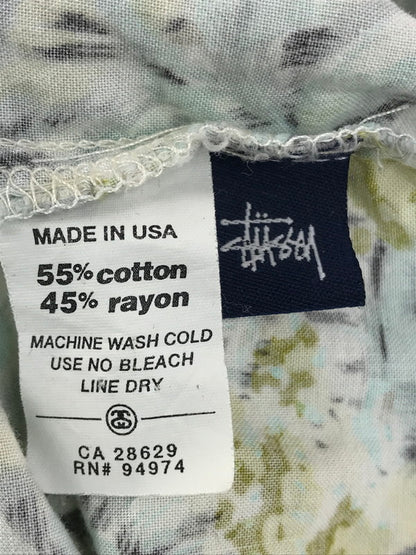 MADE IN USA
55% cotton
45% rayon
MACHINE WASH COLD
USE NO BLEACH
LINE DRY
CA 28629
RN# 94974
Stüssy